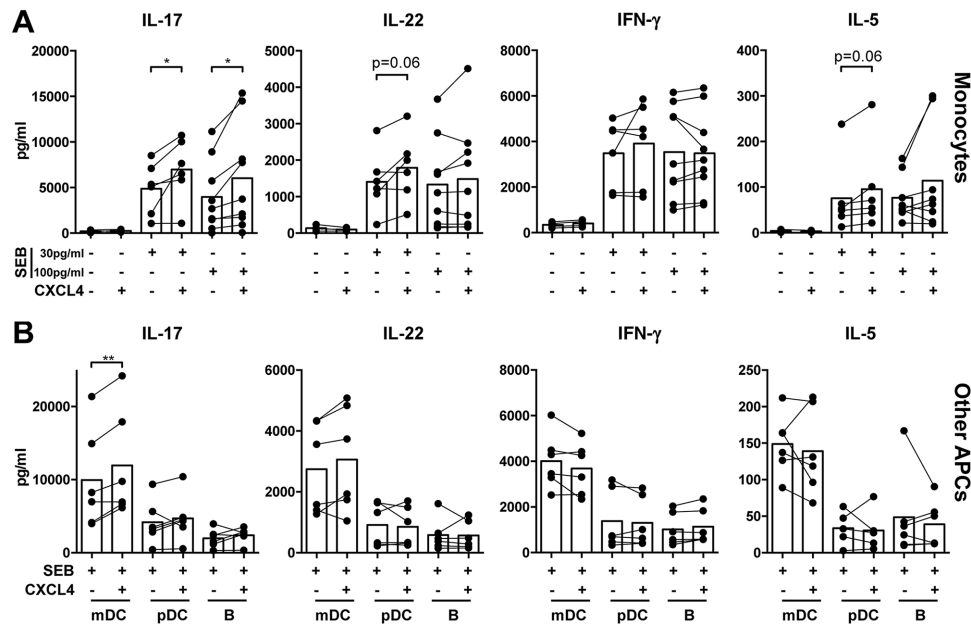 A
IL-17
IL-22
IFN-γ
IL-5
20000
15000
10000
5000
0
pg/ml
* *
5000
4000
3000
2000
1000
0
p=0.06
8000
6000
4000
2000
0
400
300
200
100
0
p=0.06
Monocytes
SEB
30pg/ml - - + + - - - - + + - - - - + + - - - - + + - -
100pg/ml - - - - + + - - - - + + - - - - + + - - - - + +
CXCL4 - + - + - + - + - + - + - + - + - + - + - + - +
B
IL-17
IL-22
IFN-γ
IL-5
20000
10000
0
pg/ml
**
6000
4000
2000
0
8000
6000
4000
2000
0
250
200
150
100
50
0
Other APCs
SEB + + + + + + + + + + + + + + + + + + + + + + + +
CXCL4 - + - + - + - + - + - + - + - + - + - + - + - +
mDC pDC B mDC pDC B mDC pDC B mDC pDC B